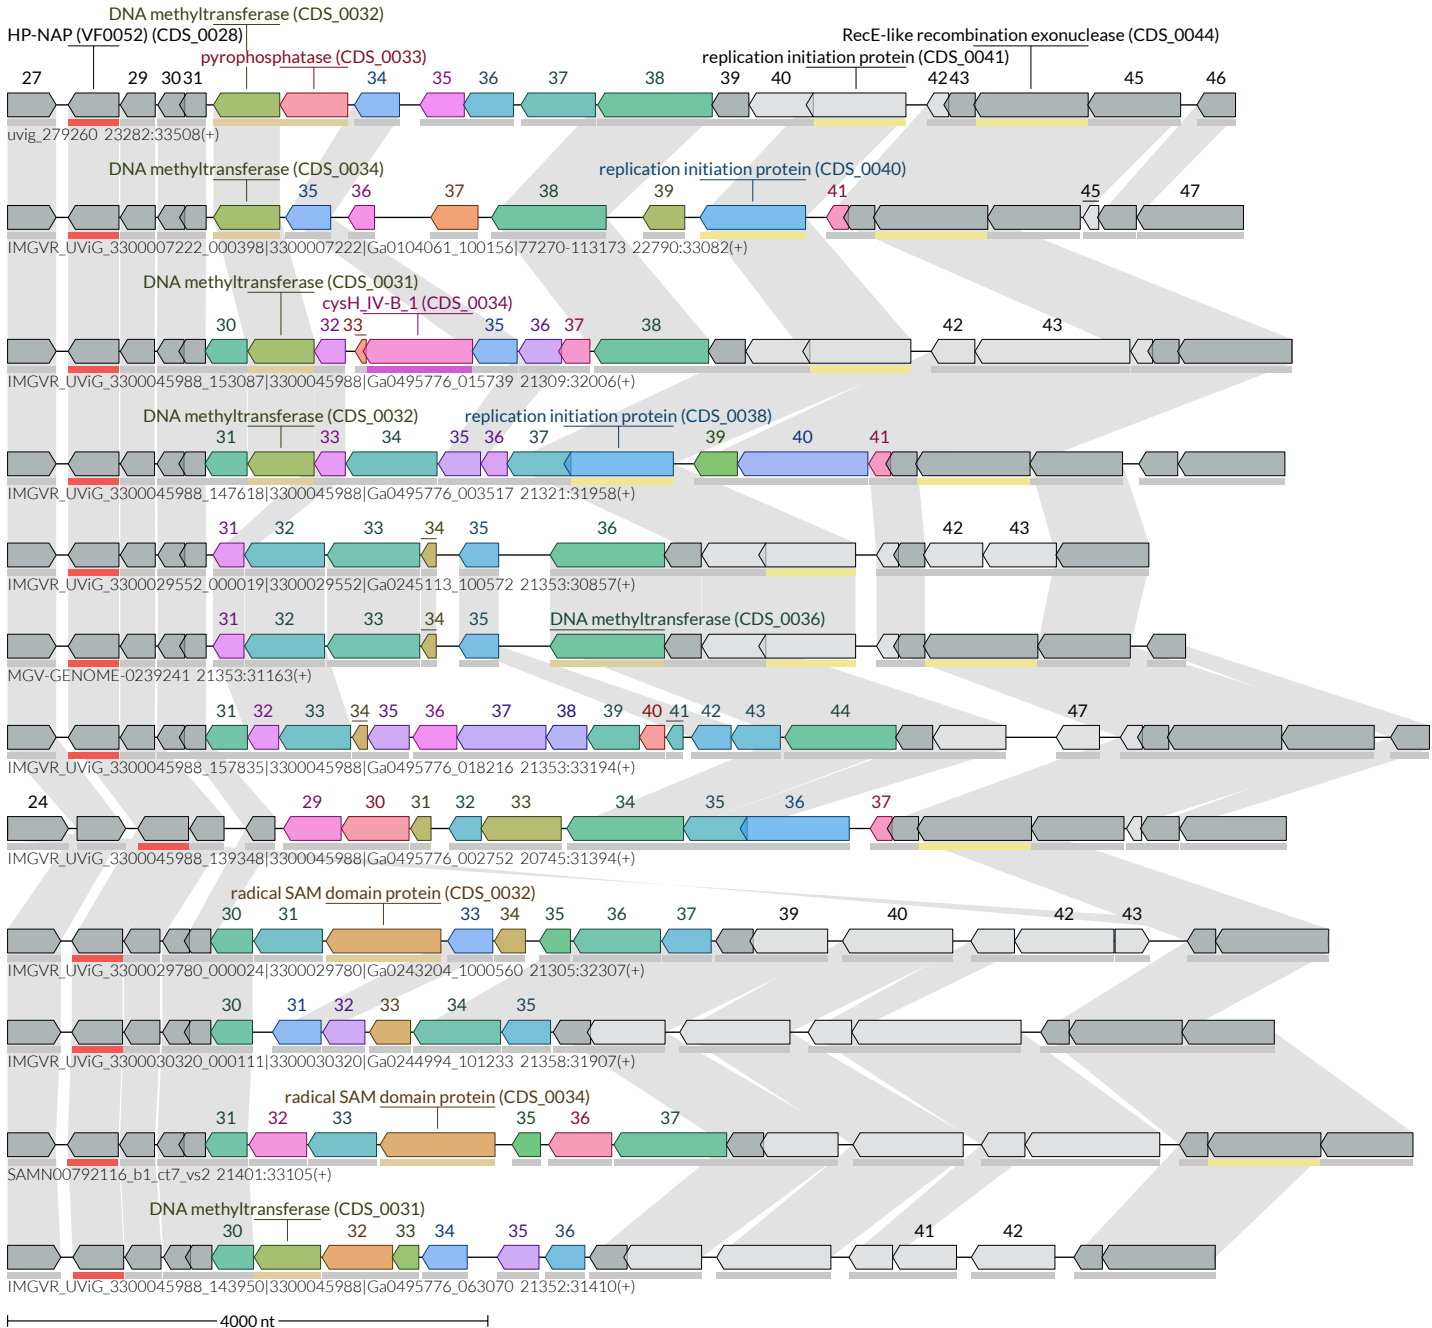 DNA methyltransferase (CDS_0032)
HP-NAP (VF0052) (CDS_0028) RecE-like recombination exonuclease (CDS_0044)
pyrophosphatase (CDS_0033) replication initiation protein (CDS_0041)
27 29 30 31 34 35 36 37 38 39 40 42 43 45 46
uvig_279260 23282:33508(+)
DNA methyltransferase (CDS_0034) replication initiation protein (CDS_0040)
35 36 37 38 39 41 45 47
IMGVR_UViG_3300007222_000398|3300007222|Ga0104061_100156|77270-113173 22790:33082(+)
DNA methyltransferase (CDS_0031)
cysH_IV-B_1 (CDS_0034)
30 32 33 35 36 37 38 42 43
IMGVR_UViG_3300045988_153087|3300045988|Ga0495776_015739 21309:32006(+)
DNA methyltransferase (CDS_0032) replication initiation protein (CDS_0038)
31 33 34 35 36 37 39 40 41
IMGVR_UViG_3300045988_147618|3300045988|Ga0495776_003517 21321:31958(+)
31 32 33 34 35 36 42 43
IMGVR_UViG_3300029552_000019|3300029552|Ga0245113_100572 21353:30857(+)
31 32 33 34 35 DNA methyltransferase (CDS_0036)
MGV-GENOME-0239241 21353:31163(+)
31 32 33 34 35 36 37 38 39 40 41 42 43 44 47
IMGVR_UViG_3300045988_157835|3300045988|Ga0495776_018216 21353:33194(+)
24 29 30 31 32 33 34 35 36 37
IMGVR_UViG_3300045988_139348|3300045988|Ga0495776_002752 20745:31394(+)
radical SAM domain protein (CDS_0032)
30 31 33 34 35 36 37 39 40 42 43
IMGVR_UViG_3300029780_000024|3300029780|Ga0243204_1000560 21305:32307(+)
30 31 32 33 34 35
IMGVR_UViG_3300030320_000111|3300030320|Ga0244994_101233 21358:31907(+)
radical SAM domain protein (CDS_0034)
31 32 33 35 36 37
SAMN00792116_b1_ct7_vs2 21401:33105(+)
DNA methyltransferase (CDS_0031)
30 32 33 34 35 36 41 42
IMGVR_UViG_3300045988_143950|3300045988|Ga0495776_063070 21352:31410(+)
4000 nt